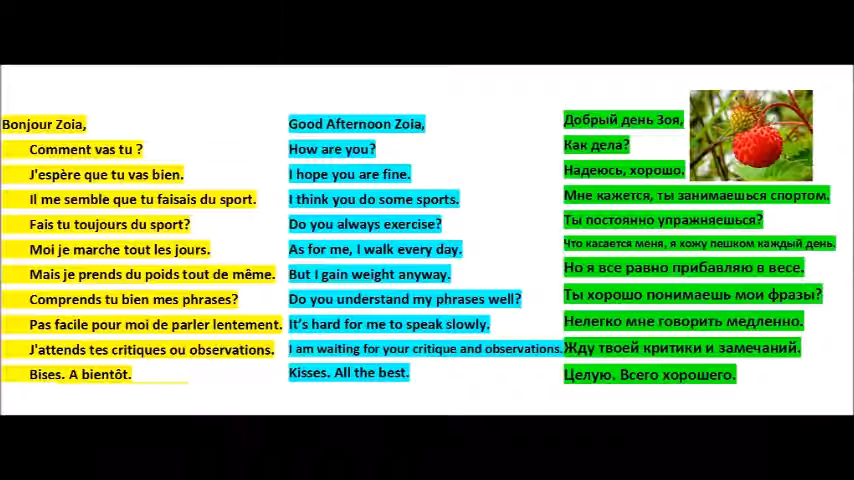 Bonjour Zoia,
Comment vas tu ?
J'espère que tu vas bien.
Il me semble que tu faisais du sport.
Fais tu toujours du sport?
Moi je marche tout les jours.
Mais je prends du poids tout de même.
Comprends tu bien mes phrases?
Pas facile pour moi de parler lentement.
J'attends tes critiques ou observations.
Bises. A bientôt.
Good Afternoon Zoia,
How are you?
I hope you are fine.
I think you do some sports.
Do you always exercise?
As for me, I walk every day.
But I gain weight anyway.
Do you understand my phrases well?
It’s hard for me to speak slowly.
I am waiting for your critique and observations.
Kisses. All the best.
Добрый день Зоя,
Как дела?
Надеюсь, хорошо.
Мне кажется, ты занимаешься спортом.
Ты постоянно упражняешься?
Что касается меня, я хожу пешком каждый день.
Но я все равно прибавляю в весе.
Ты хорошо понимаешь мои фразы?
Нелегко мне говорить медленно.
Жду твоей критики и замечаний.
Целую. Всего хорошего.